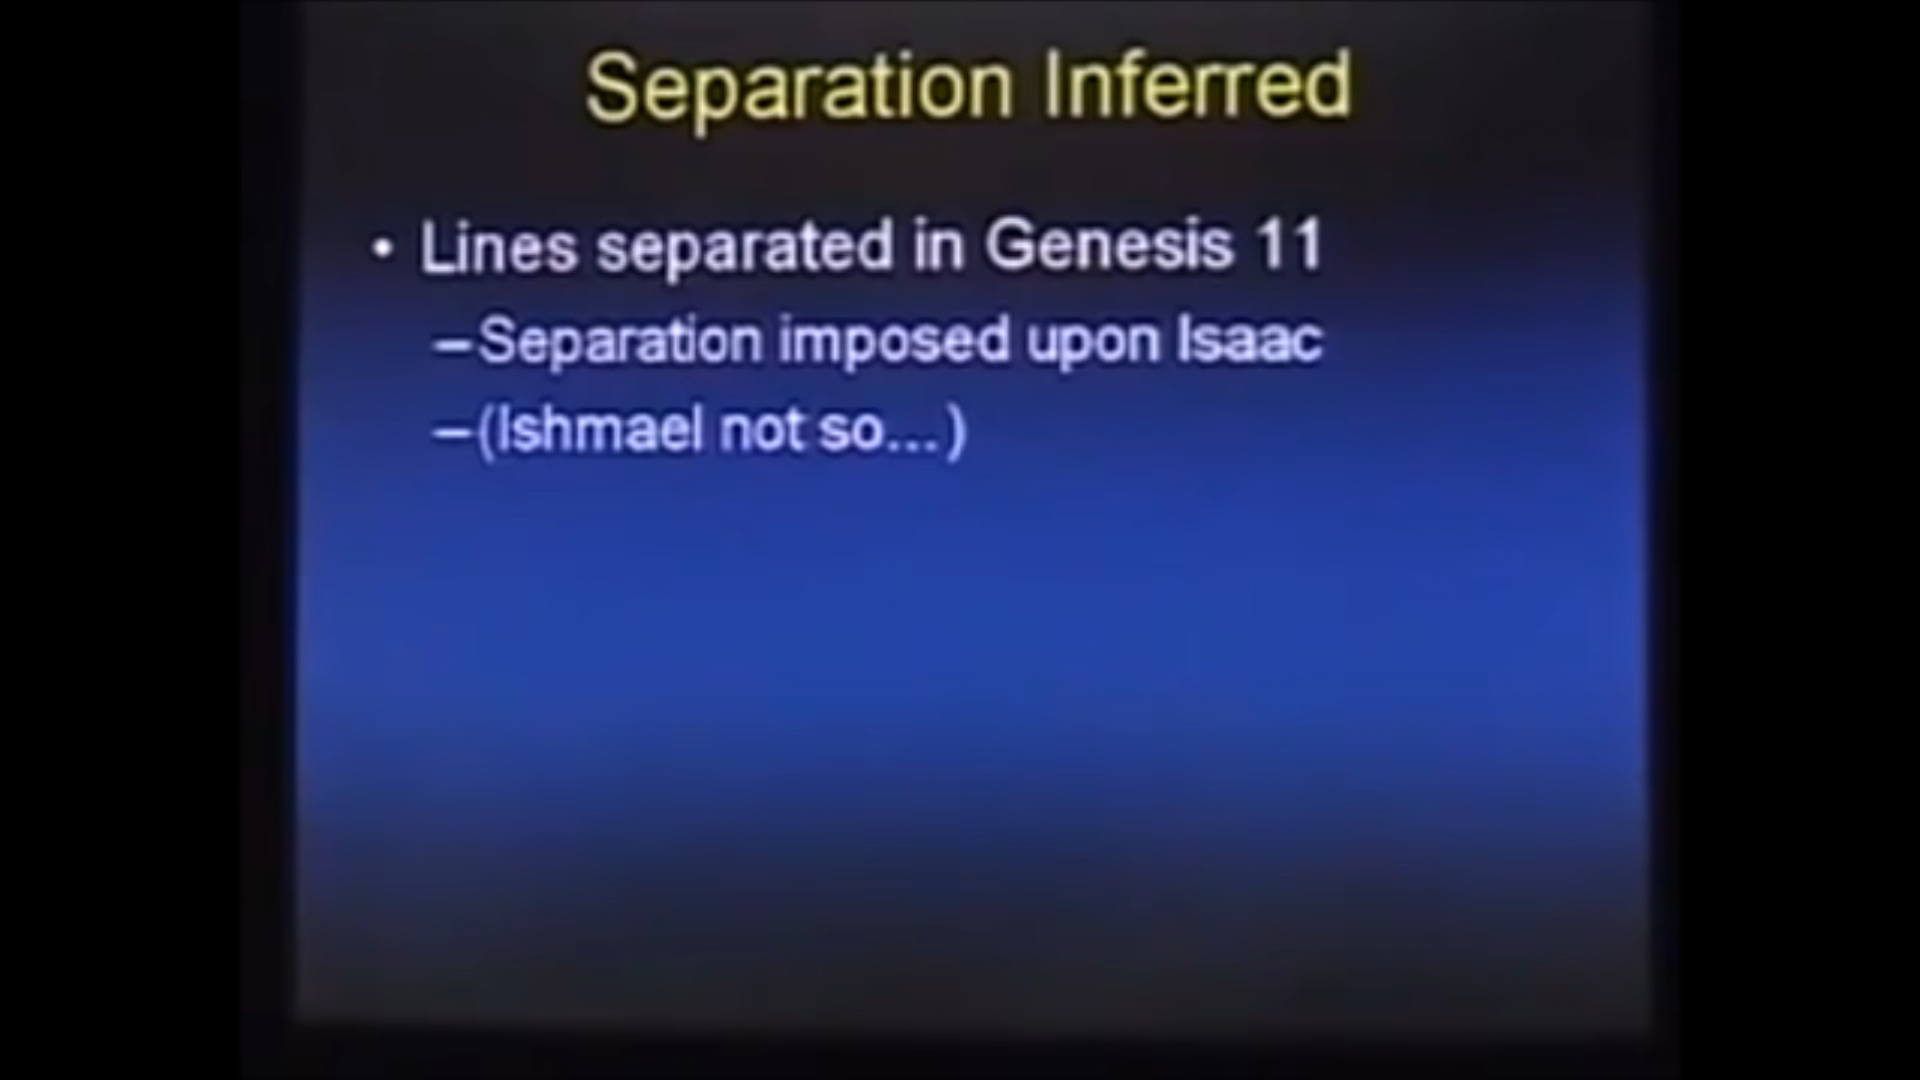 Separation Inferred
• Lines separated in Genesis 11
–Separation imposed upon Isaac
–(Ishmael not so...)